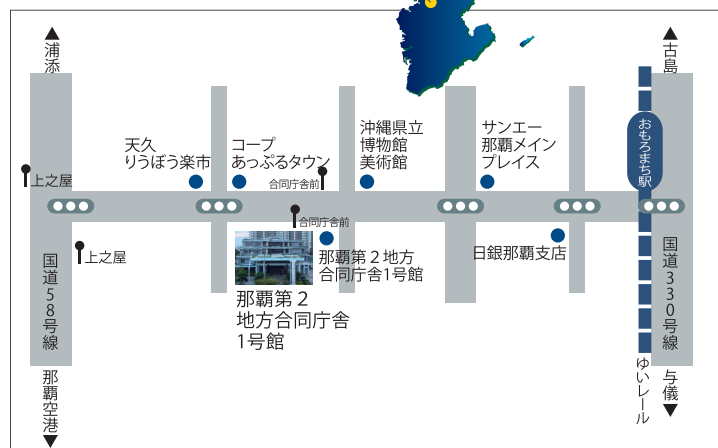 ▲
浦添
▲
古島
天久
りうぼう楽市
コープ
あっぷるタウン
沖縄県立
博物館
美術館
サンエー
那覇メイン
プレイス
おもろまち駅
上之屋
合同庁舎前
合同庁舎前
上之屋
国道58号線
那覇第2地方
合同庁舎1号館
日銀那覇支店
国道330号線
那覇第2
地方合同庁舎
1号館
ゆいレール
那覇空港
▼
与儀
▼